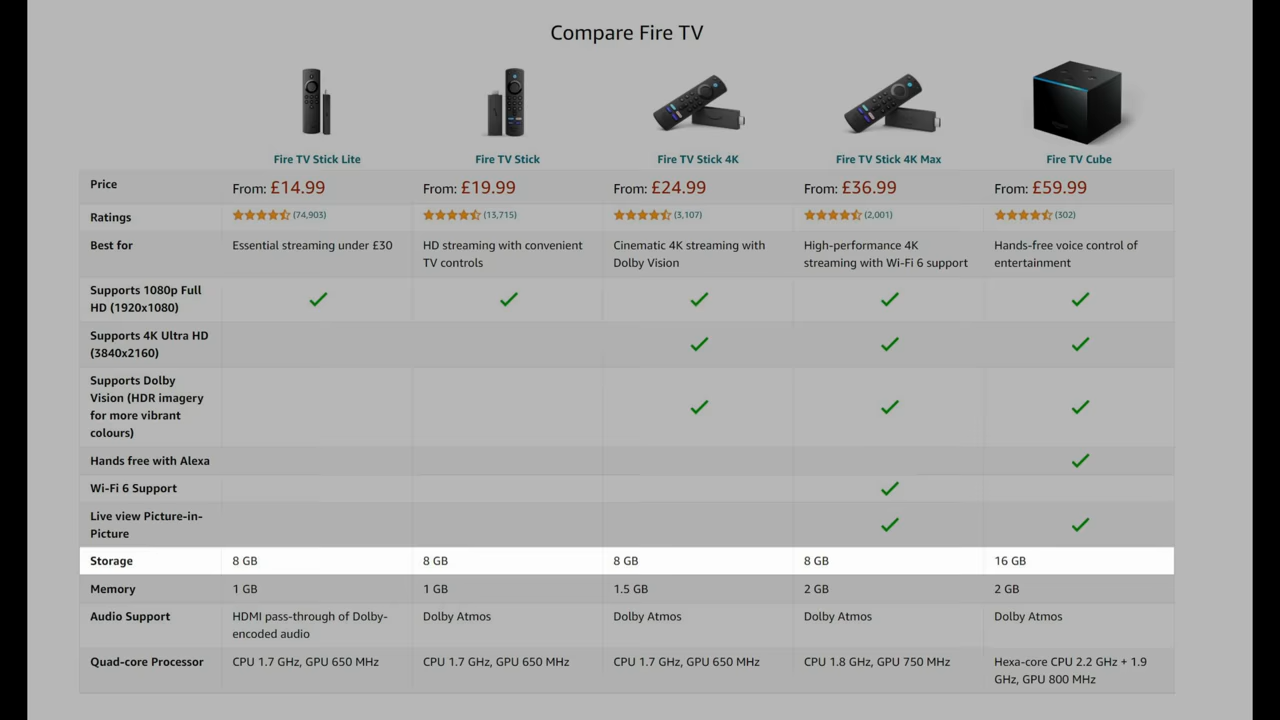 Compare Fire TV
Fire TV Stick Lite Fire TV Stick Fire TV Stick 4K Fire TV Stick 4K Max Fire TV Cube
Price From: £14.99 From: £19.99 From: £24.99 From: £36.99 From: £59.99
Ratings (74,903) (13,715) (3,107) (2,001) (302)
Best for Essential streaming under £30 HD streaming with convenient Cinematic 4K streaming with High-performance 4K Hands-free voice control of
TV controls Dolby Vision streaming with Wi-Fi 6 support entertainment
Supports 1080p Full
HD (1920x1080)
Supports 4K Ultra HD
(3840x2160)
Supports Dolby
Vision (HDR imagery
for more vibrant
colours)
Hands free with Alexa
Wi-Fi 6 Support
Live view Picture-in-
Picture
Storage 8 GB 8 GB 8 GB 8 GB 16 GB
Memory 1 GB 1 GB 1.5 GB 2 GB 2 GB
Audio Support HDMI pass-through of Dolby- Dolby Atmos Dolby Atmos Dolby Atmos Dolby Atmos
encoded audio
Quad-core Processor CPU 1.7 GHz, GPU 650 MHz CPU 1.7 GHz, GPU 650 MHz CPU 1.7 GHz, GPU 650 MHz CPU 1.8 GHz, GPU 750 MHz Hexa-core CPU 2.2 GHz + 1.9
GHz, GPU 800 MHz